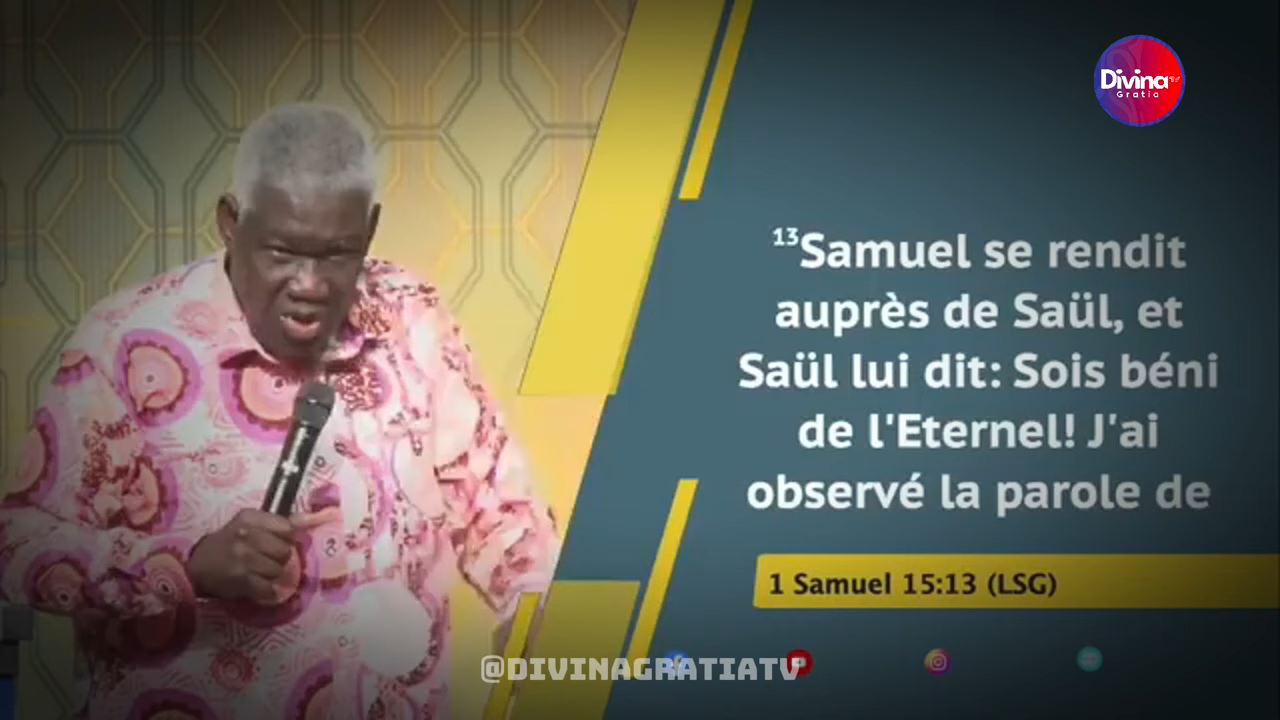 Divina TV
Gratia
13Samuel se rendit
auprès de Saül, et
Saül lui dit: Sois béni
de l'Eternel! J'ai
observé la parole de
1 Samuel 15:13 (LSG)
@DIVINAGRATIATV